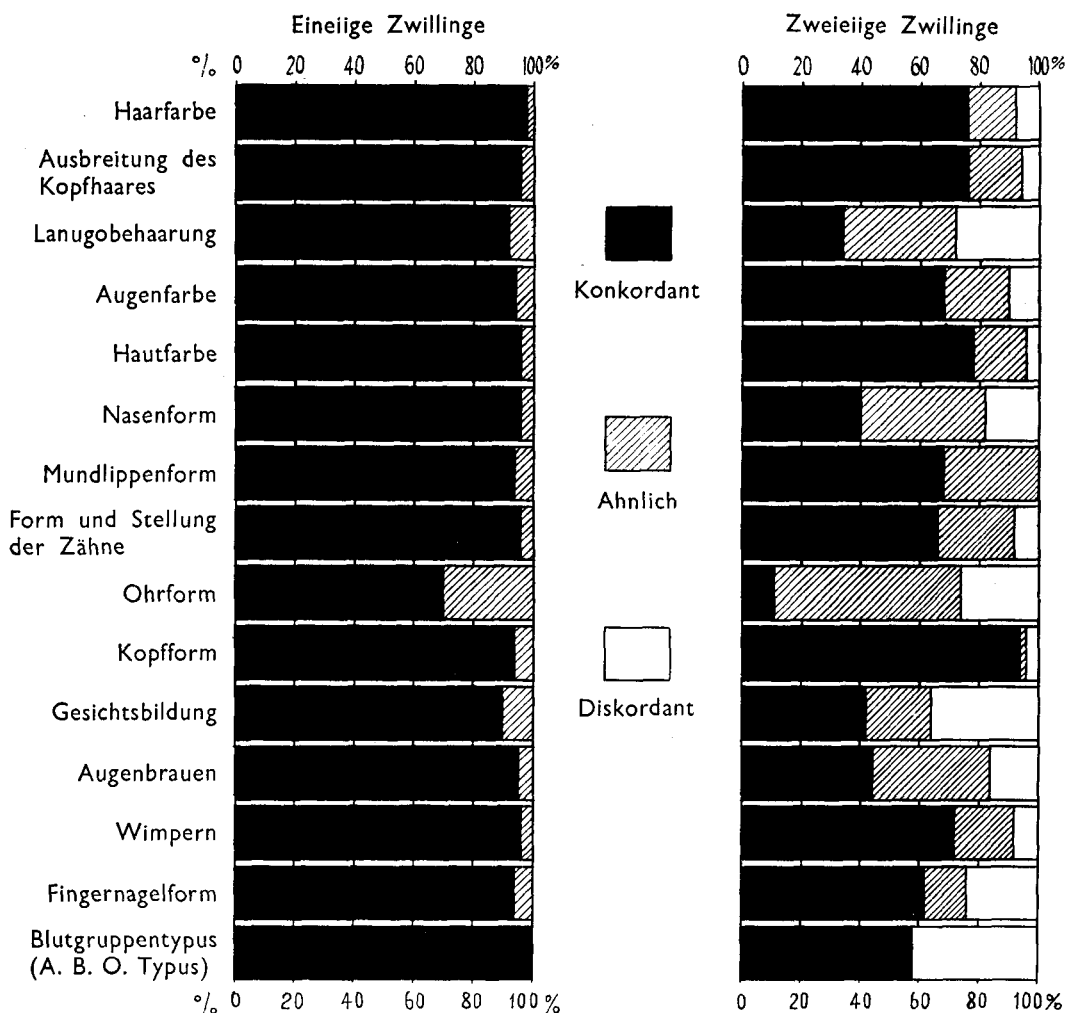 Eineiige Zwillinge
Zweieiige Zwillinge
% 0 20 40 60 80 100%
0 20 40 60 80 100%
Haarfarbe
Ausbreitung des
Kopfhaares
Lanugobehaarung
Augenfarbe
Hautfarbe
Nasenform
Mundlippenform
Form und Stellung
der Zähne
Ohrform
Kopfform
Gesichtsbildung
Augenbrauen
Wimpern
Fingernagelform
Blutgruppentypus
(A. B. O. Typus)
Konkordant
Ahnlich
Diskordant
% 0 20 40 60 80 100 %
0 20 40 60 80 100 %